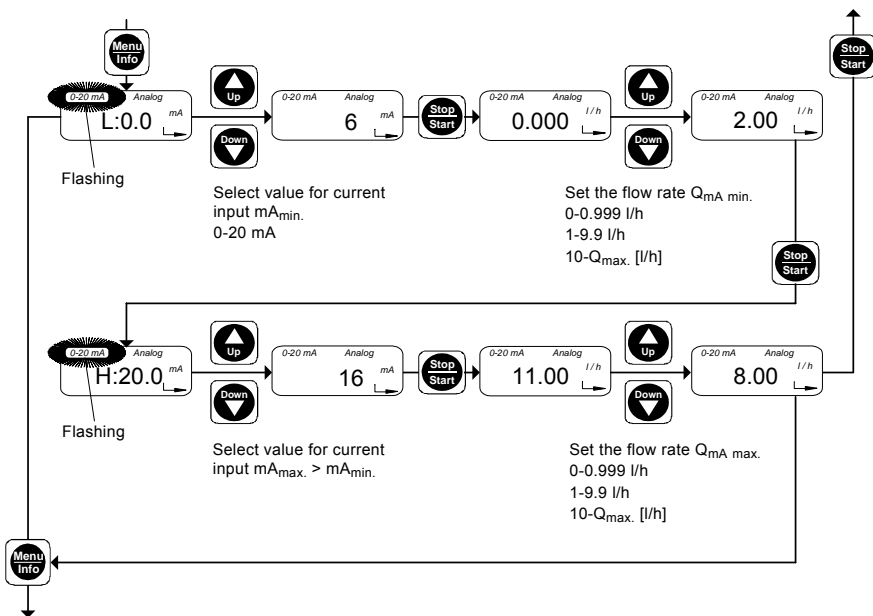 Menu
Info
Stop
Start
0-20 mA Analog
L:0.0 mA
Up
Down
0-20 mA Analog
6 mA
Stop
Start
0-20 mA Analog
0.000 l/h
Up
Down
0-20 mA Analog
2.00 l/h
Flashing
Select value for current
input mAmin.
0-20 mA
Set the flow rate QmA min.
0-0.999 l/h
1-9.9 l/h
10-Qmax. [l/h]
Stop
Start
0-20 mA Analog
H:20.0 mA
Up
Down
0-20 mA Analog
16 mA
Stop
Start
0-20 mA Analog
11.00 l/h
Up
Down
0-20 mA Analog
8.00 l/h
Flashing
Select value for current
input mAmax. > mAmin.
Set the flow rate QmA max.
0-0.999 l/h
1-9.9 l/h
10-Qmax. [l/h]
Menu
Info